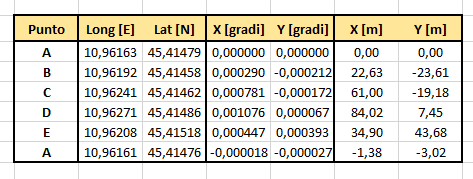 Punto Long [E] Lat [N] X [gradi] Y [gradi] X [m] Y [m]
A 10,96163 45,41479 0,000000 0,000000 0,00 0,00
B 10,96192 45,41458 0,000290 -0,000212 22,63 -23,61
C 10,96241 45,41462 0,000781 -0,000172 61,00 -19,18
D 10,96271 45,41486 0,001076 0,000067 84,02 7,45
E 10,96208 45,41518 0,000447 0,000393 34,90 43,68
A 10,96161 45,41476 -0,000018 -0,000027 -1,38 -3,02